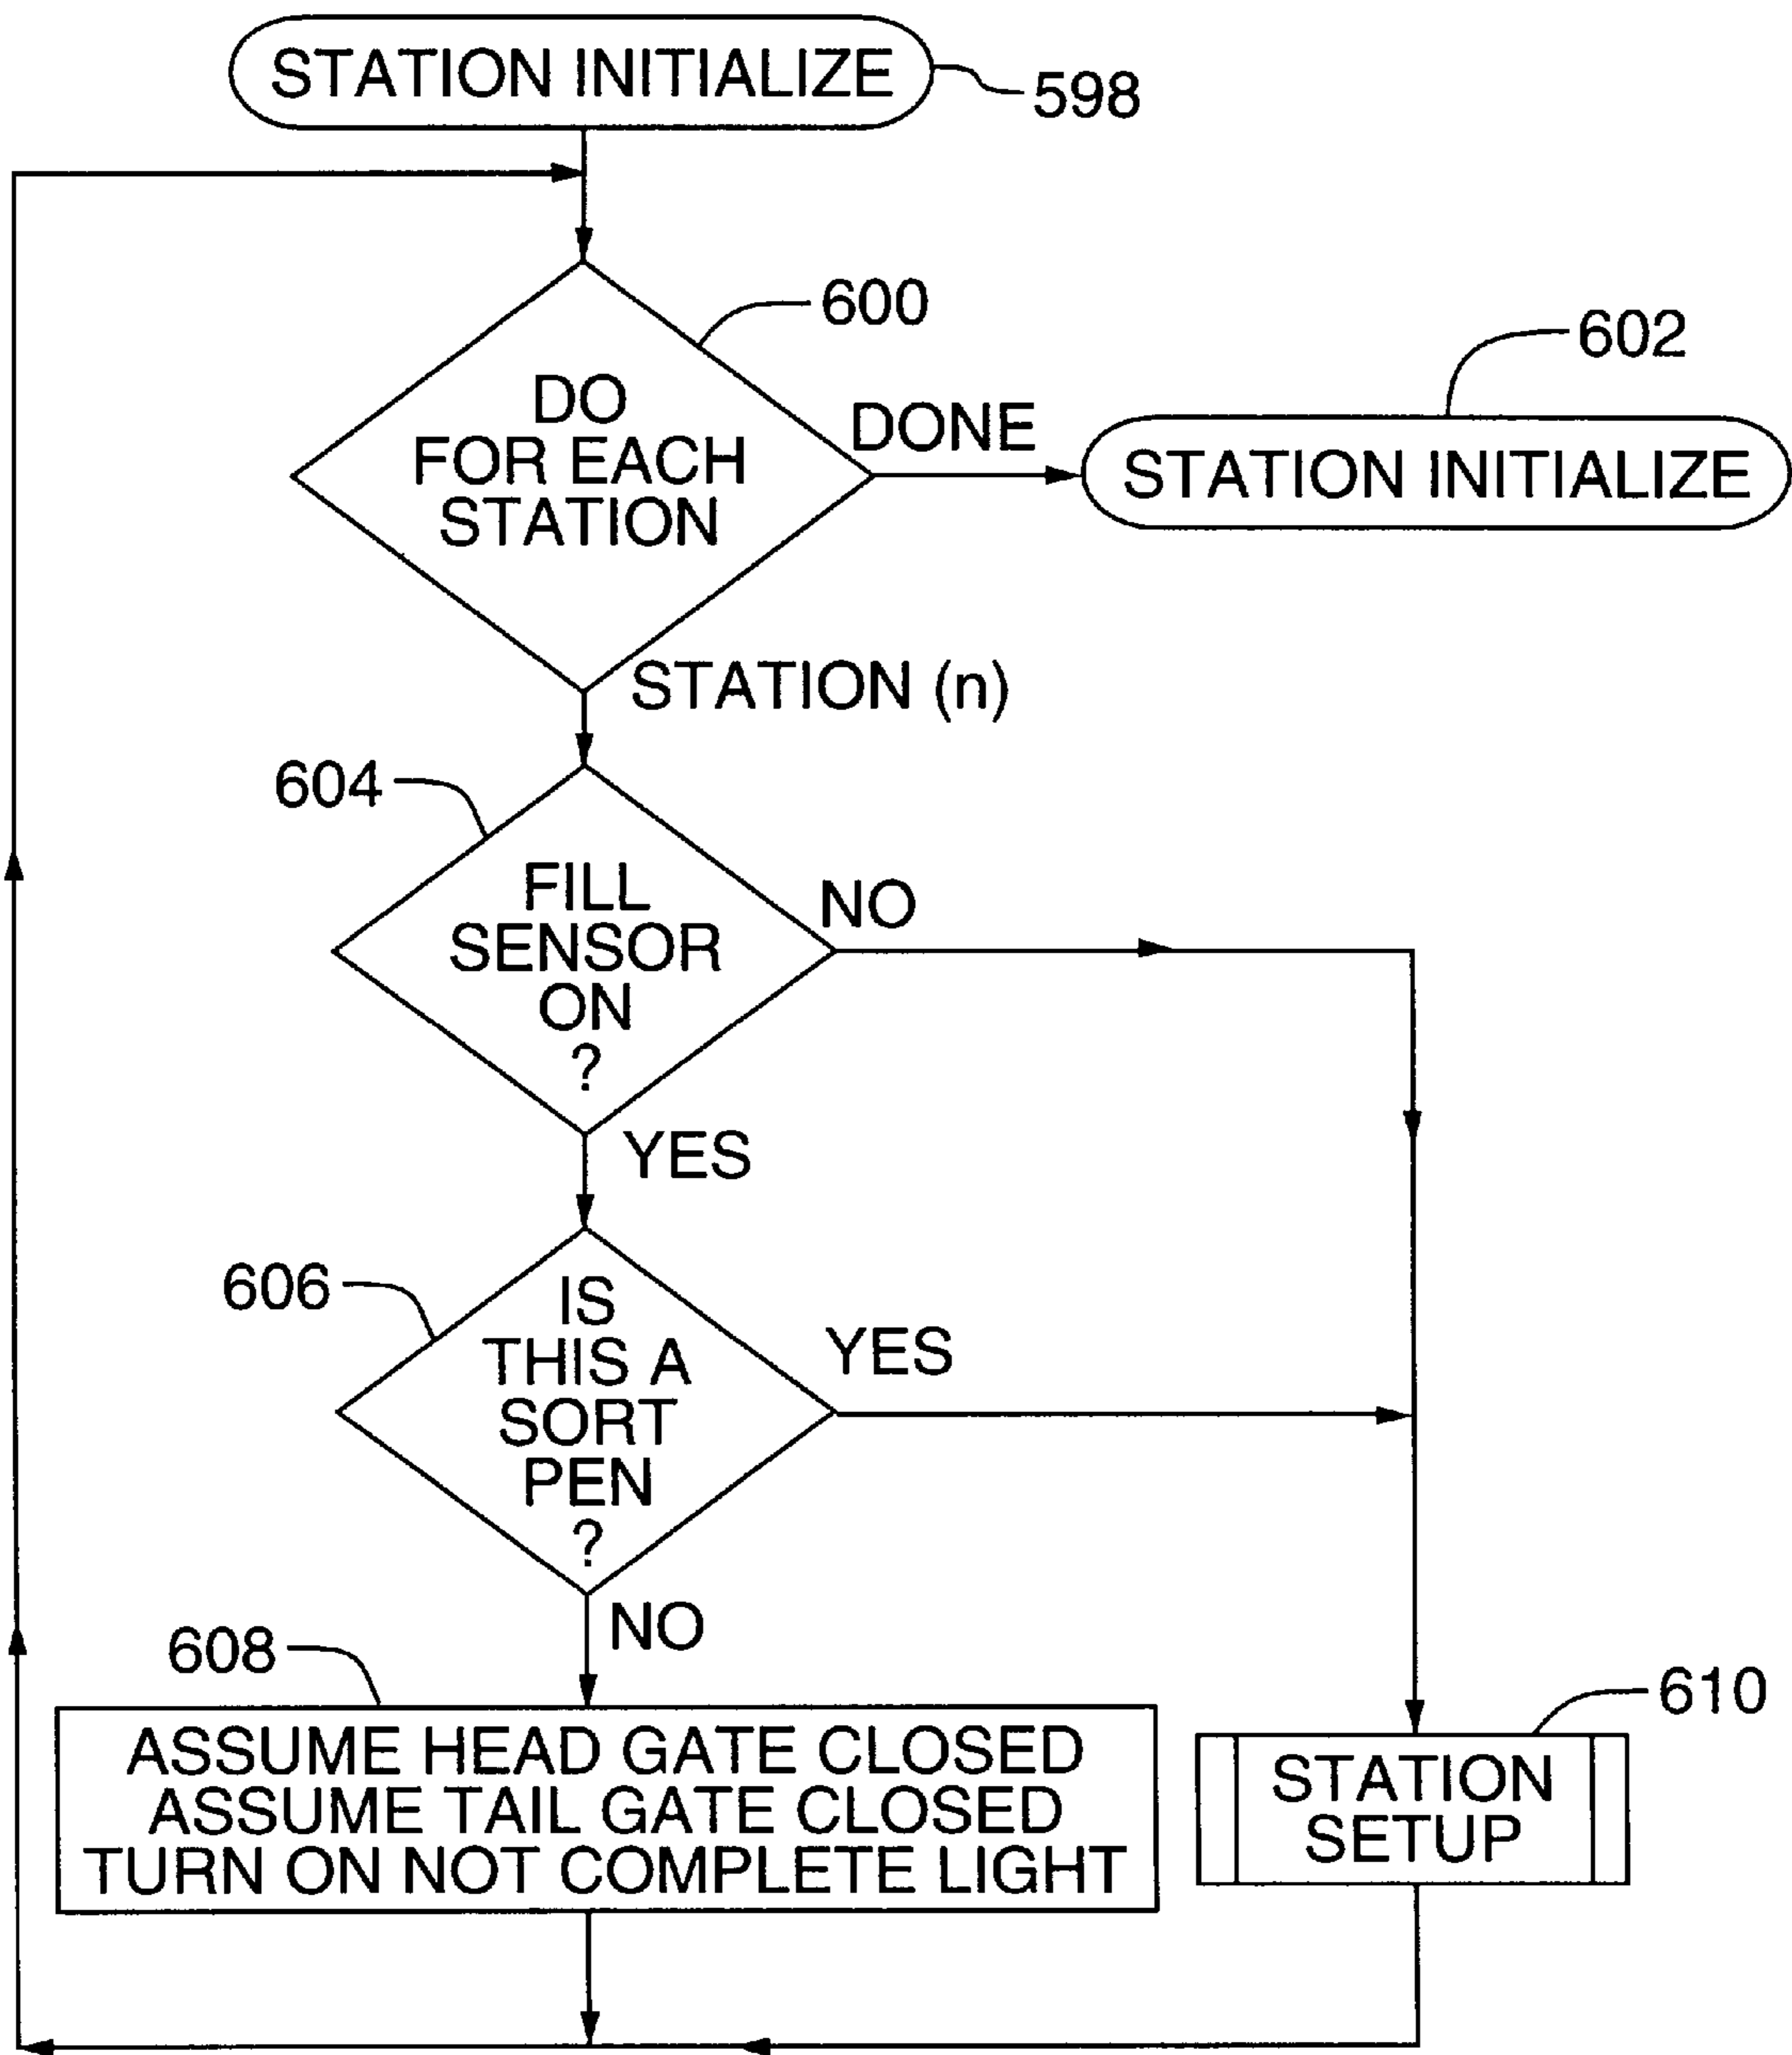 STATION INITIALIZE
598
600
DO
FOR EACH
STATION
DONE
602
STATION INITIALIZE
STATION (n)
604
FILL
SENSOR
ON
?
NO
YES
606
IS
THIS A
SORT
PEN
?
YES
NO
608
ASSUME HEAD GATE CLOSED
ASSUME TAIL GATE CLOSED
TURN ON NOT COMPLETE LIGHT
610
STATION
SETUP